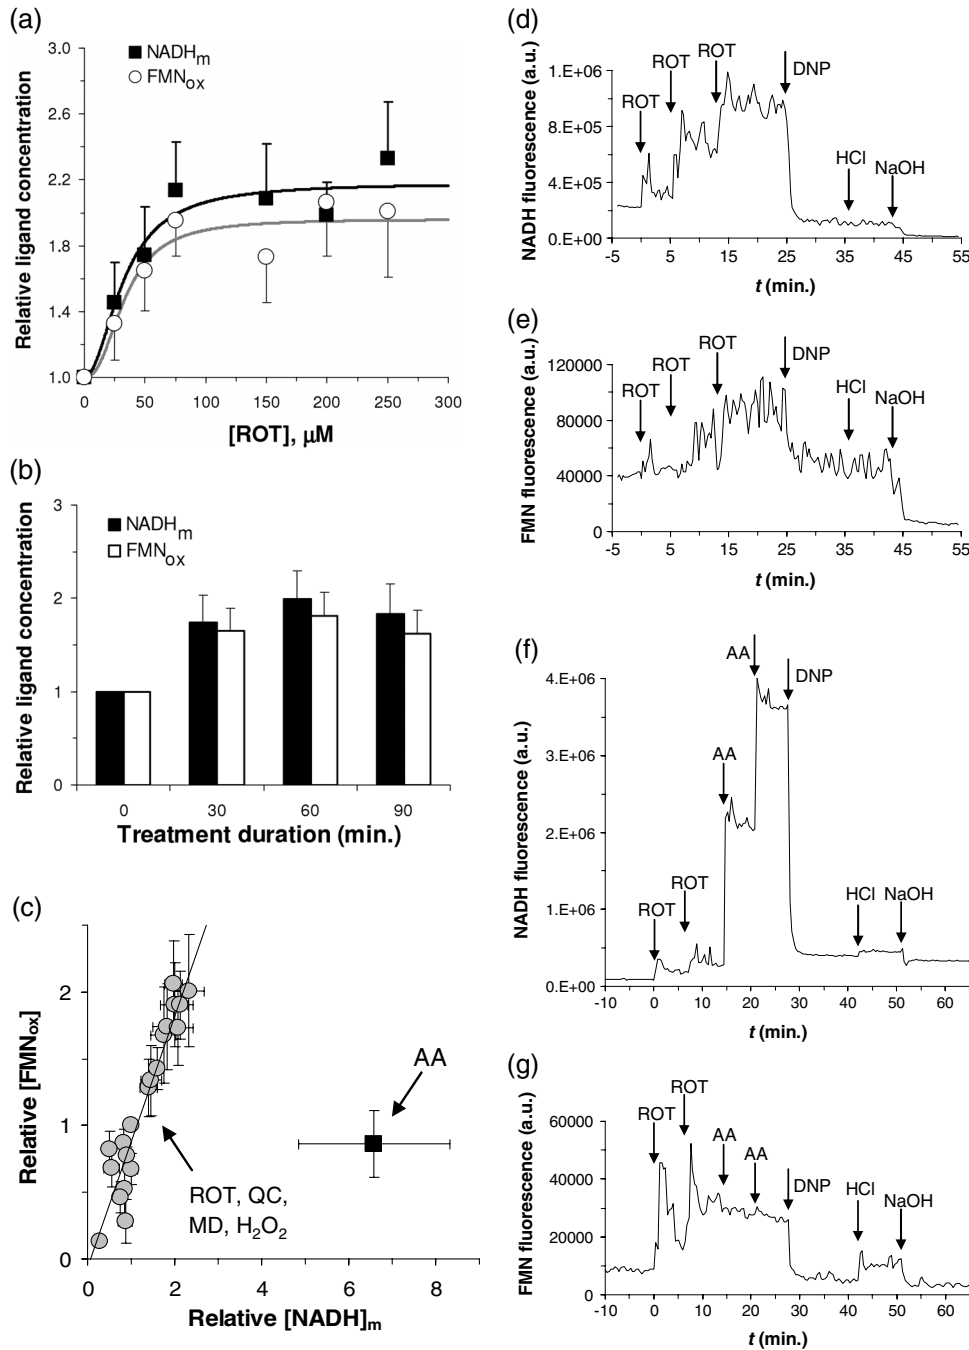 (a)
NADHm
FMNox
Relative ligand concentration
3.0
2.6
2.2
1.8
1.4
1.0
0 50 100 150 200 250 300
[ROT], μM
(b)
NADHm
FMNox
Relative ligand concentration
3
2
1
0
0 30 60 90
Treatment duration (min.)
(c)
Relative [FMNox]
2
1
0
AA
ROT, QC,
MD, H2O2
0 2 4 6 8
Relative [NADH]m
(d)
NADH fluorescence (a.u.)
1.E+06
8.E+05
4.E+05
0.E+00
ROT ROT ROT DNP HCl NaOH
-5 5 15 25 35 45 55
t (min.)
(e)
FMN fluorescence (a.u.)
120000
80000
40000
0
ROT ROT ROT DNP HCl NaOH
-5 5 15 25 35 45 55
t (min.)
(f)
NADH fluorescence (a.u.)
4.E+06
3.E+06
2.E+06
1.E+06
0.E+00
ROT ROT AA AA DNP HCl NaOH
-10 0 10 20 30 40 50 60
t (min.)
(g)
FMN fluorescence (a.u.)
60000
40000
20000
0
ROT ROT AA AA DNP HCl NaOH
-10 0 10 20 30 40 50 60
t (min.)